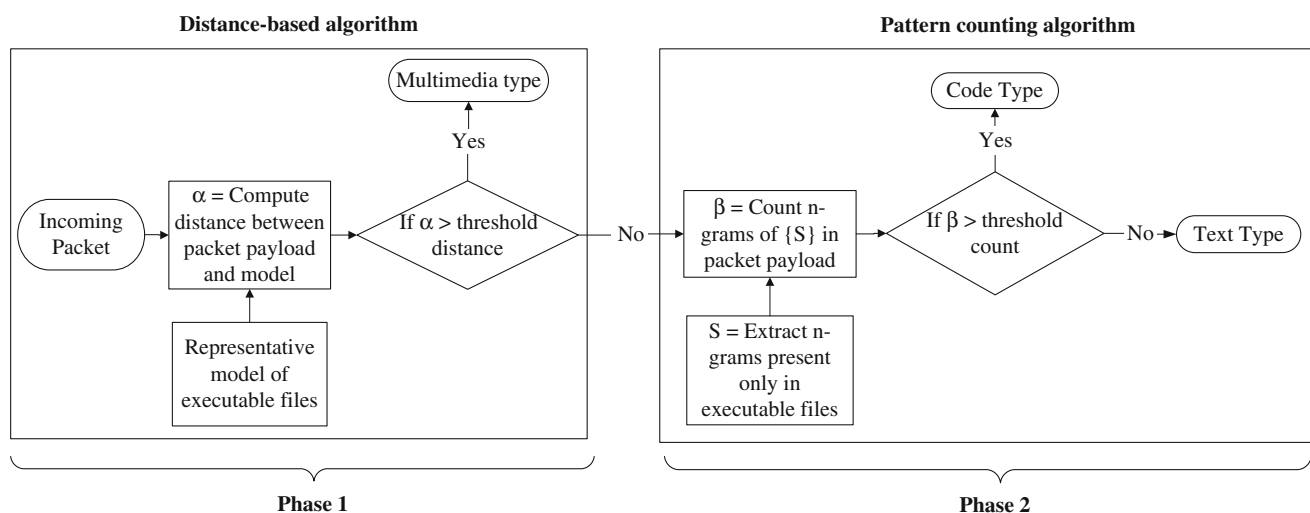 Distance-based algorithm
Multimedia type
Yes
Incoming
Packet
α = Compute
distance between
packet payload
and model
If α > threshold
distance
No
Representative
model of
executable files
Phase 1
Pattern counting algorithm
Code Type
Yes
β = Count n-
grams of {S} in
packet payload
If β > threshold
count
No
Text Type
S = Extract n-
grams present
only in
executable files
Phase 2